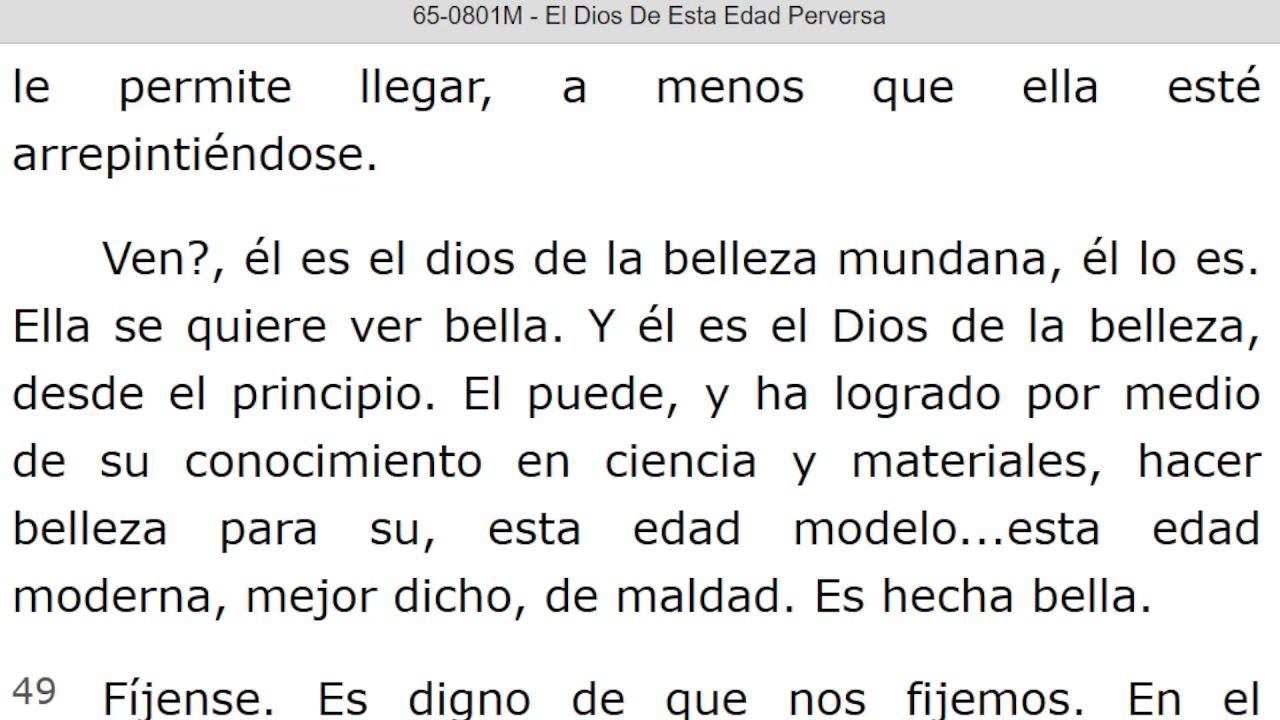 65-0801M - El Dios De Esta Edad Perversa
le permite llegar, a menos que ella esté
arrepintiéndose.
Ven?, él es el dios de la belleza mundana, él lo es.
Ella se quiere ver bella. Y él es el Dios de la belleza,
desde el principio. El puede, y ha logrado por medio
de su conocimiento en ciencia y materiales, hacer
belleza para su, esta edad modelo...esta edad
moderna, mejor dicho, de maldad. Es hecha bella.
49 Fíjense. Es digno de que nos fijemos. En el